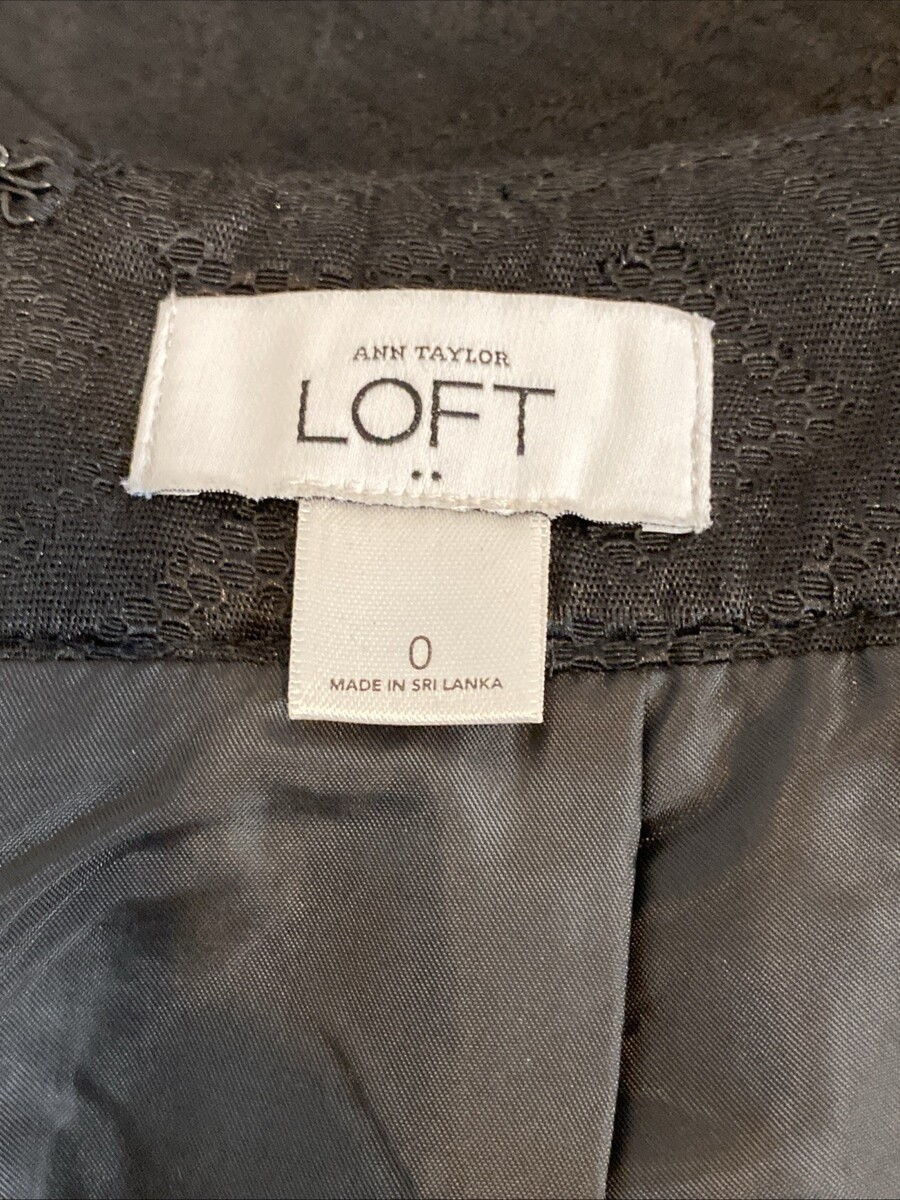 ANN TAYLOR
LOFT
0
MADE IN SRI LANKA